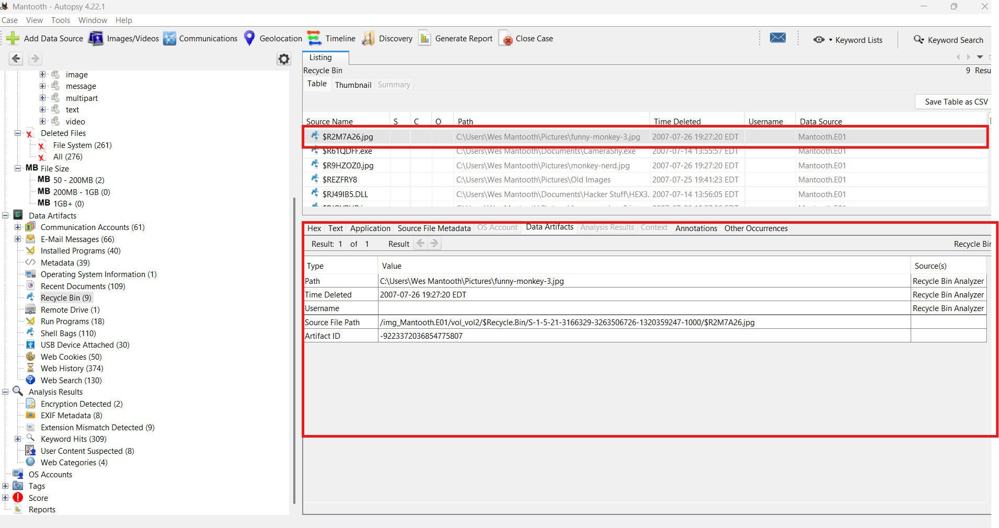 Mantooth - Autopsy 4.22.1
Case View Tools Window Help
Add Data Source Images/Videos Communications Geolocation Timeline Discovery Generate Report Close Case Keyword Lists Keyword Search
image
message
multipart
text
video
Deleted Files
File System (261)
All (276)
MB File Size
MB 50 - 200MB (2)
MB 200MB - 1GB (0)
MB 1GB+ (0)
Data Artifacts
Communication Accounts (61)
E-Mail Messages (66)
Installed Programs (40)
Metadata (39)
Operating System Information (1)
Recent Documents (109)
Recycle Bin (9)
Remote Drive (1)
Run Programs (18)
Shell Bags (110)
USB Device Attached (30)
Web Cookies (50)
Web History (374)
Web Search (130)
Analysis Results
Encryption Detected (2)
EXIF Metadata (8)
Extension Mismatch Detected (9)
Keyword Hits (309)
User Content Suspected (8)
Web Categories (4)
OS Accounts
Tags
Score
Reports
Listing
Recycle Bin 9 Resu
Table Thumbnail Summary
Save Table as CSV
Source Name S C O Path Time Deleted Username Data Source
$R2M7A26.jpg C:\Users\Wes Mantooth\Pictures\funny-monkey-3.jpg 2007-07-26 19:27:20 EDT Mantooth.E01
$R61QDFF.exe C:\Users\Wes Mantooth\Documents\CameraShy.exe 2007-07-14 13:55:57 EDT Mantooth.E01
$R9HZOZ0.jpg C:\Users\Wes Mantooth\Pictures\monkey-nerd.jpg 2007-07-26 19:27:20 EDT Mantooth.E01
$REZFRY8 C:\Users\Wes Mantooth\Pictures\Old Images 2007-07-25 19:41:23 EDT Mantooth.E01
$RJ49IB5.DLL C:\Users\Wes Mantooth\Documents\Hacker Stuff\HEX3. 2007-07-14 13:56:05 EDT Mantooth.E01
Hex Text Application Source File Metadata OS Account Data Artifacts Analysis Results Context Annotations Other Occurrences
Result: 1 of 1 Result Recycle Bin
Type Value Source(s)
Path C:\Users\Wes Mantooth\Pictures\funny-monkey-3.jpg Recycle Bin Analyzer
Time Deleted 2007-07-26 19:27:20 EDT Recycle Bin Analyzer
Username Recycle Bin Analyzer
Source File Path /img_Mantooth.E01/vol_vol2/$Recycle.Bin/S-1-5-21-3166329-3263506726-1320359247-1000/$R2M7A26.jpg
Artifact ID -9223372036854775807